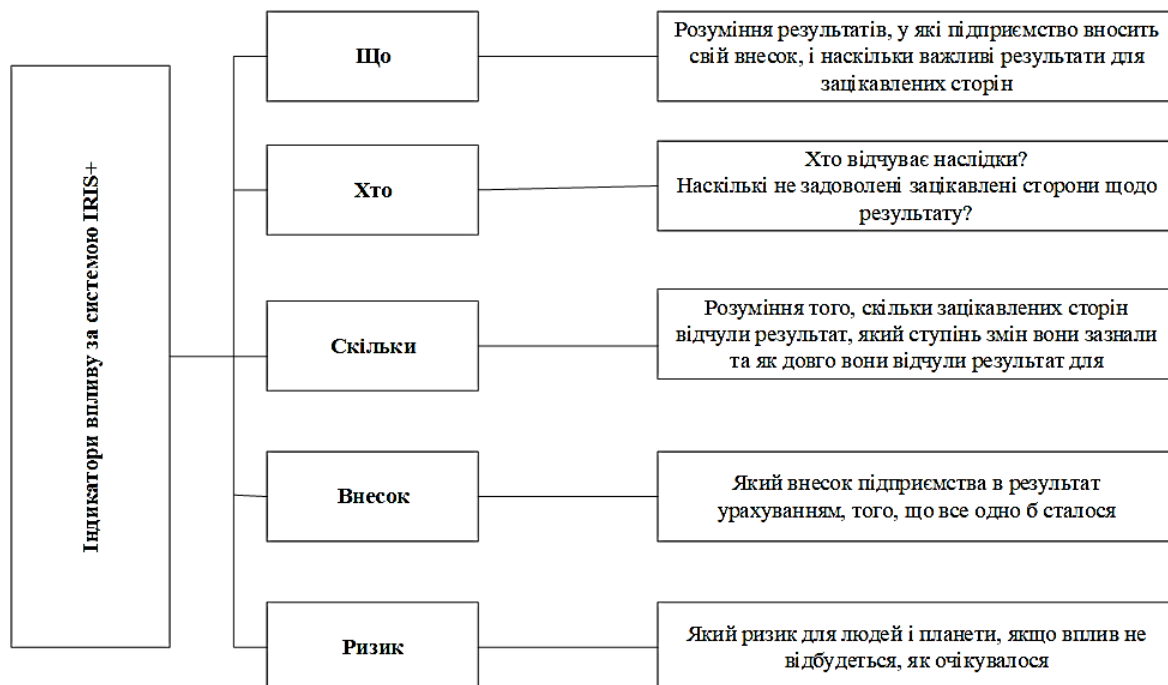 Індикатори впливу за системою IRIS+
Що
Розуміння результатів, у які підприємство вносить
свій внесок, і наскільки важливі результати для
зацікавлених сторін
Хто
Хто відчуває наслідки?
Наскількі не задоволені зацікавлені сторони щодо
результату?
Скільки
Розуміння того, скільки зацікавлених сторін
відчули результат, який ступінь змін вони зазнали
та як довго вони відчули результат для
Внесок
Який внесок підприємства в результат
урахуванням, того, що все одно б сталося
Ризик
Який ризик для людей і планети, якщо вплив не
відбудеться, як очікувалося